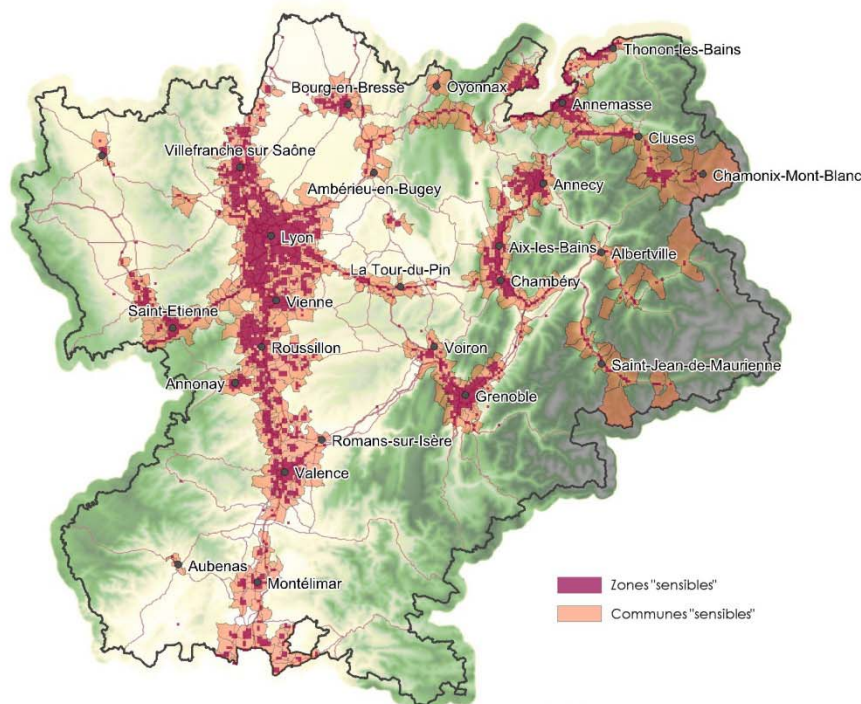 Thonon-les-Bains
Oyonnax
Bourg-en-Bresse
Annemasse
Cluses
Villefranche sur Saône
Chamonix-Mont-Blanc
Ambérieu-en-Bugey
Annecy
Lyon
Aix-les-Bains
Albertville
La Tour-du-Pin
Chambéry
Vienne
Saint-Etienne
Roussillon
Voiron
Saint-Jean-de-Maurienne
Annonay
Grenoble
Romans-sur-Isère
Valence
Aubenas
Montélimar
Zones "sensibles"
Communes "sensibles"